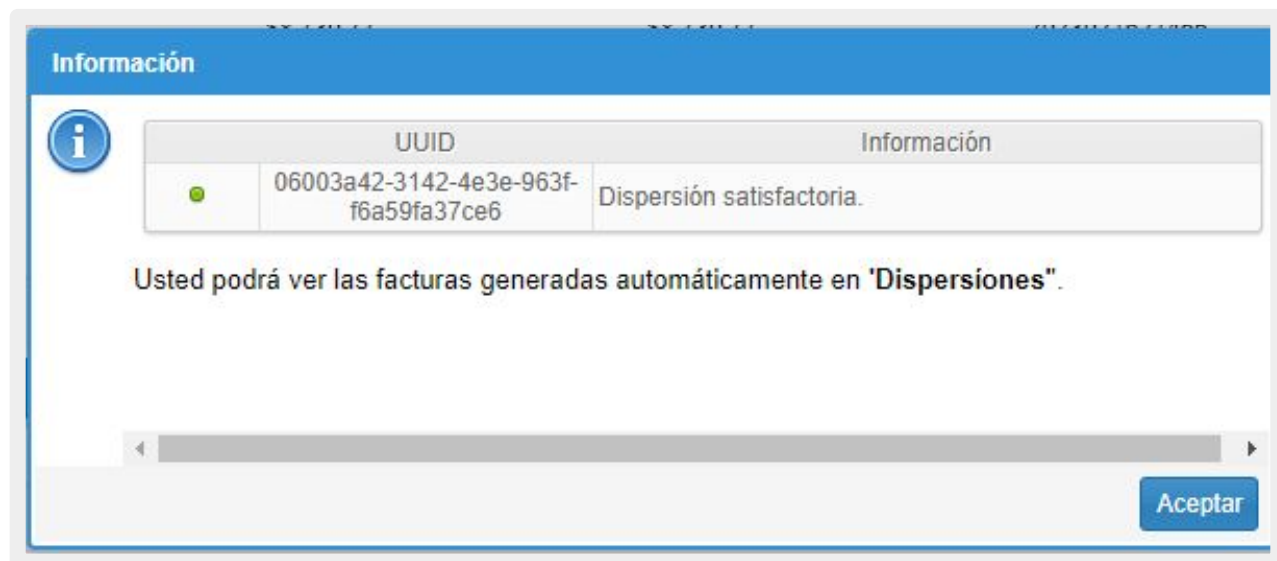 Información
UUID Información
06003a42-3142-4e3e-963f-
f6a59fa37ce6
Dispersión satisfactoria.
Usted podrá ver las facturas generadas automáticamente en 'Dispersiones".
Aceptar